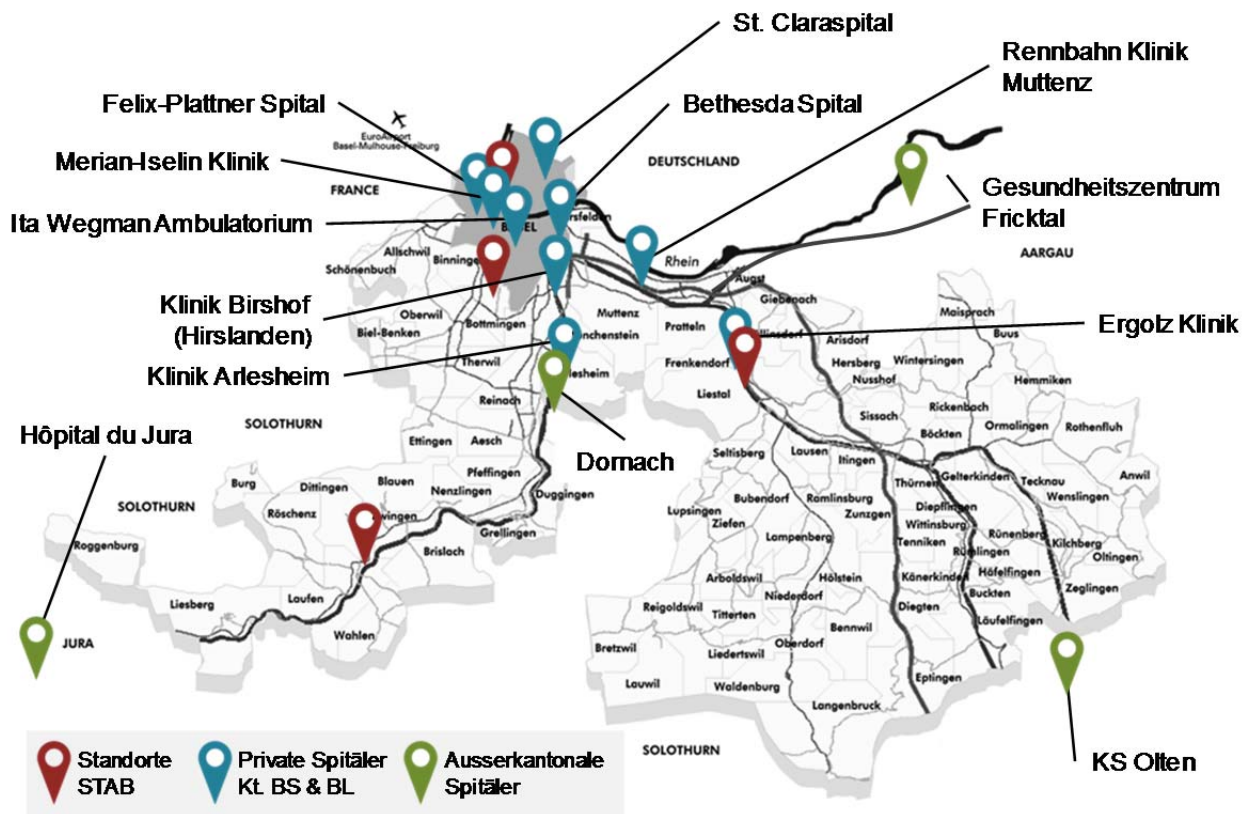 St. Claraspital
Rennbahn Klinik
Muttenz
Felix-Plattner Spital
Bethesda Spital
EuroAirport
Basel-Mulhouse-Freiburg
DEUTSCHLAND
Merian-Iselin Klinik
FRANCE
Gesundheitszentrum
Fricktal
Ita Wegman Ambulatorium
AARGAU
Allschwil
Binningen
Schönenbuch
Rhein
Augst
Giebenach
Klinik Birshof
(Hirslanden)
Oberwil
Bottmingen
Biel-Benken
Muttenz
Pratteln
Maisprach
Buus
Ergolz Klinik
Arisdorf
Hersberg
Wintersingen
Nusshof
Hemmiken
Klinik Arlesheim
Therwil
Frenkendorf
Liestal
Reinach
Sissach
Rickenbach
Ormalingen
Rothenfluh
Böckten
SOLOTHURN
Hôpital du Jura
Ettingen
Aesch
Dornach
Seltisberg
Lausen
Itingen
Pfeffingen
Gelterkinden
Tecknau
Anwil
Thürnen
Wenslingen
Burg
Dittingen
Blauen
Nenzlingen
Duggingen
Bubendorf
Ramlinsburg
Diepflingen
SOLOTHURN
Röschenz
Lupsingen
Zunzgen
Ziefen
Wittinsburg
Rünenberg
Kilchberg
Oltingen
Grellingen
Lampenberg
Tenniken
Rümlingen
Roggenburg
Brislach
Häfelfingen
Arboldswil
Hölstein
Känerkinden
Zeglingen
Liesberg
Laufen
Niederdorf
Buckten
Reigoldswil
Titterten
Diegten
Läufelfingen
Wahlen
Bennwil
JURA
Oberdorf
Bretzwil
Liedertswil
Eptingen
Lauwil
Waldenburg
Langenbruck
SOLOTHURN
KS Olten
Standorte
STAB
Private Spitäler
Kt. BS & BL
Ausserkantonale
Spitäler